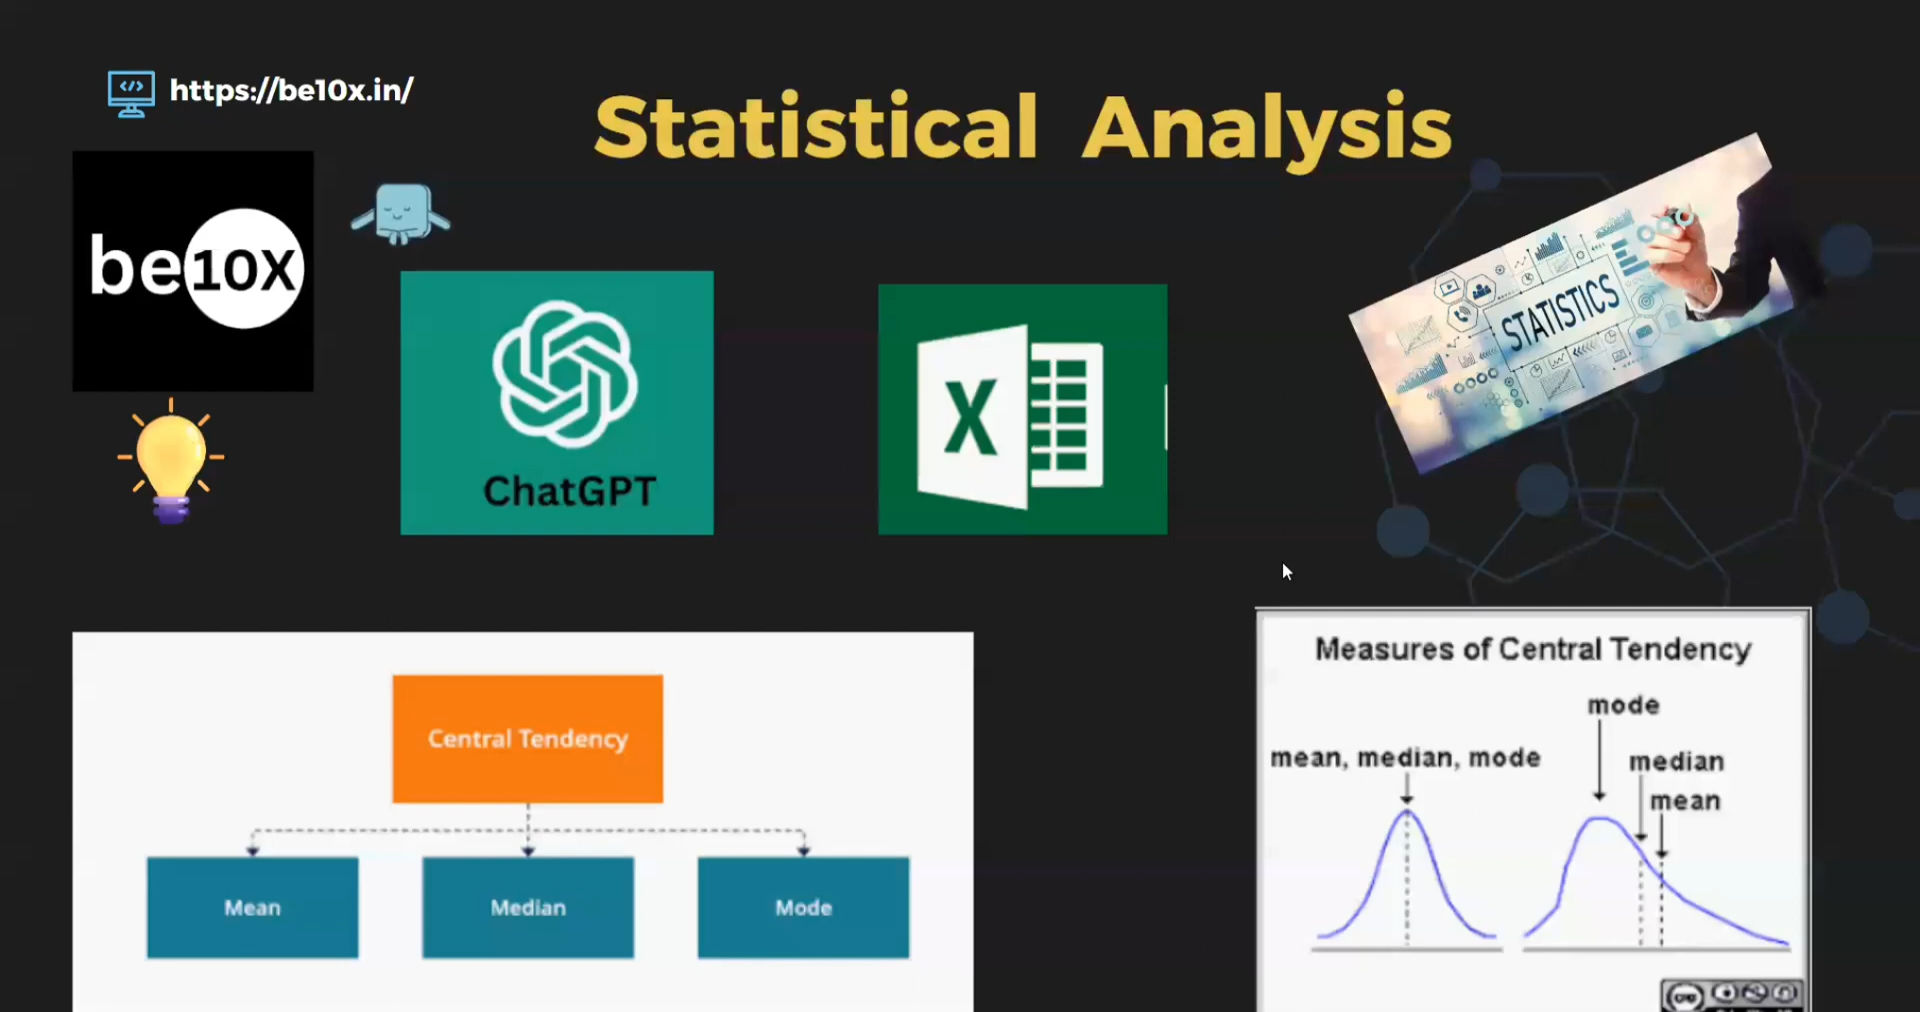 https://be10x.in/
Statistical Analysis
be10X
ChatGPT
X
STATISTICS
Central Tendency
Mean
Median
Mode
Measures of Central Tendency
mode
mean, median, mode
median
mean